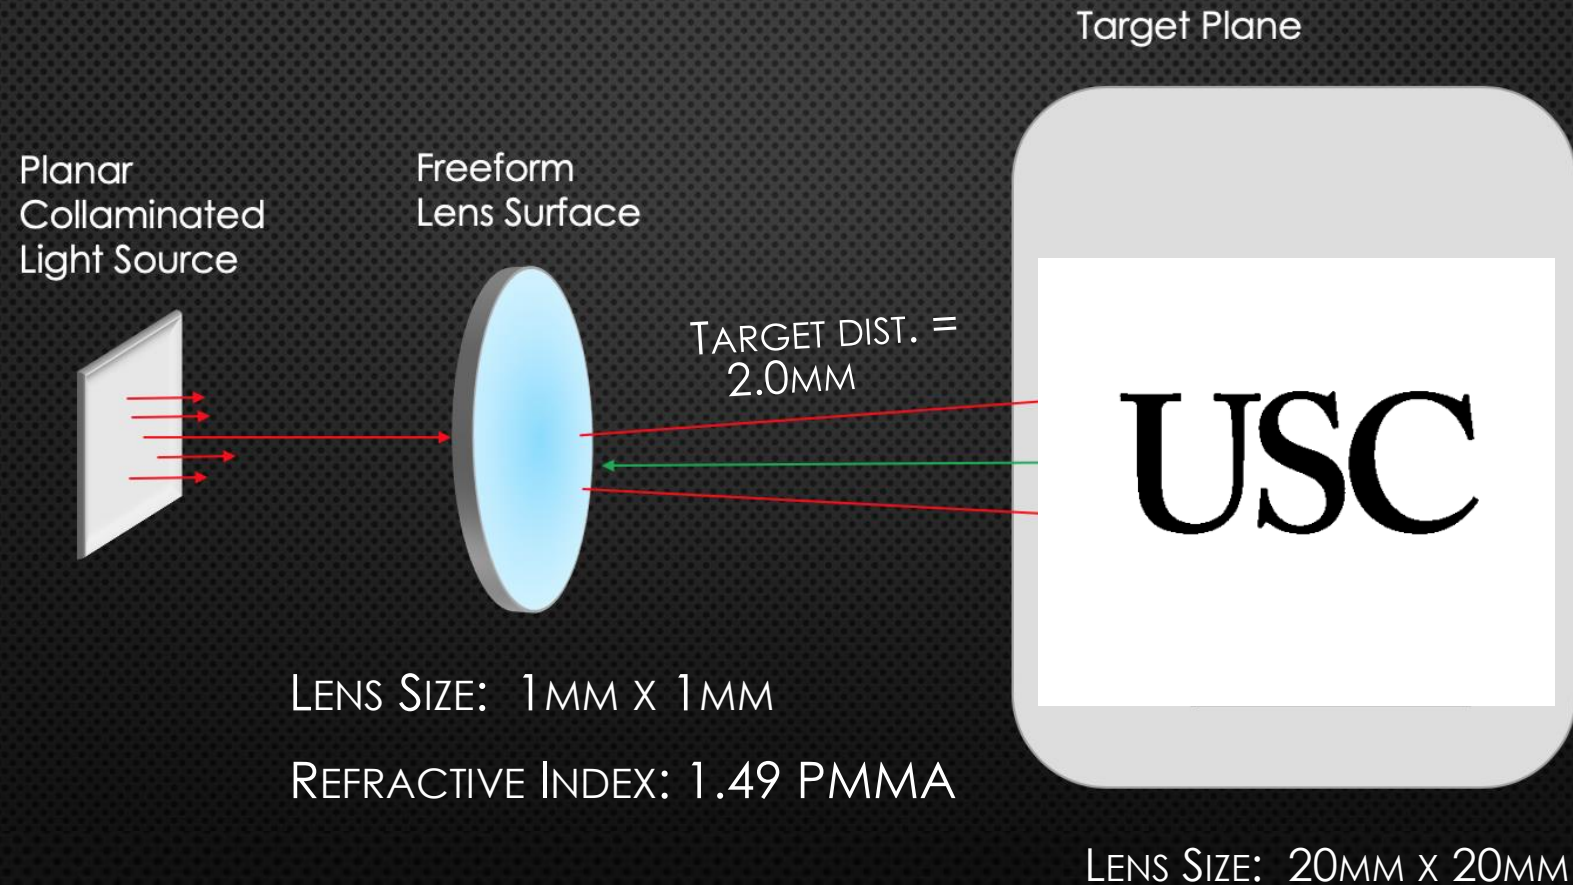 Target Plane
Planar
Collaminated
Light Source
Freeform
Lens Surface
Target dist. =
2.0mm
USC
Lens Size: 1mm x 1mm
Refractive Index: 1.49 PMMA
Lens Size: 20mm x 20mm